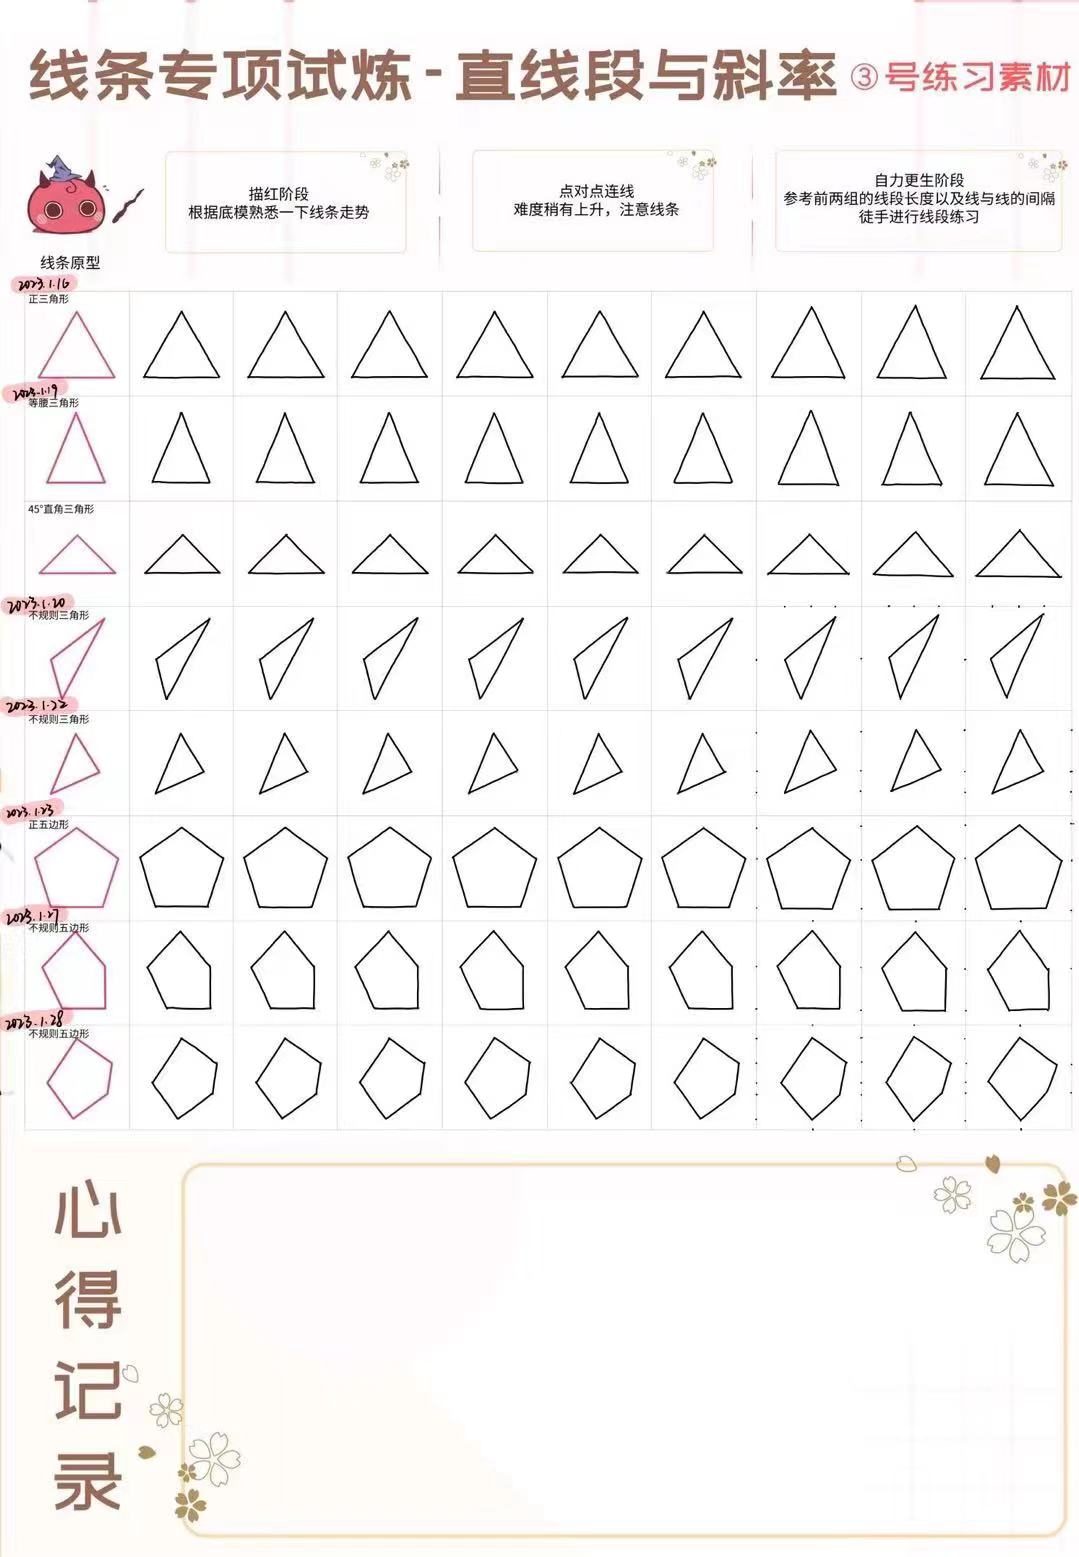 线条专项试炼-直线段与斜率 ③号练习素材
描红阶段
根据底模熟悉一下线条走势
点对点连线
难度稍有上升，注意线条
自力更生阶段
参考前两组的线段长度以及线与线的间隔
徒手进行线段练习
线条原型
2023.1.16
正三角形
2023.1.19
等腰三角形
45°直角三角形
2023.1.20
不规则三角形
2023.1.22
不规则三角形
2023.1.23
正五边形
2023.1.27
不规则五边形
2023.1.28
不规则五边形
心得记录